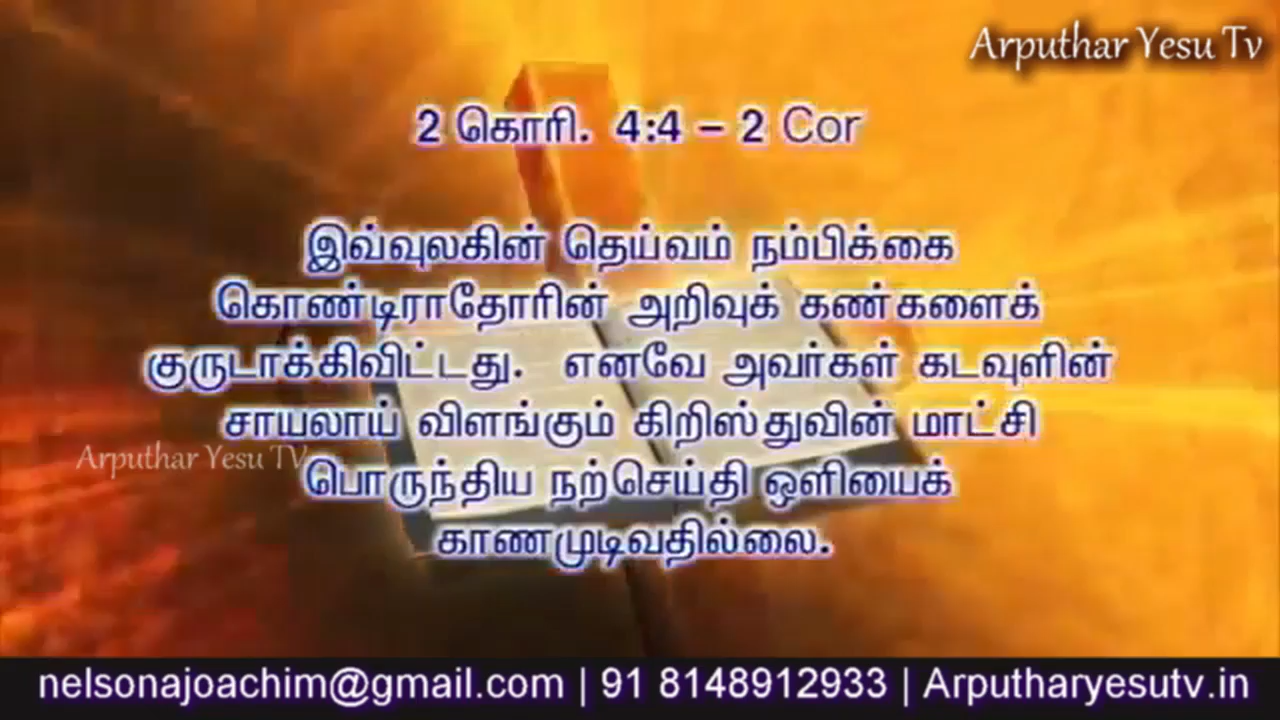 Arputhar Yesu Tv
2 கொரி. 4:4 – 2 Cor
இவ்வுலகின் தெய்வம் நம்பிக்கை
கொண்டிராதோரின் அறிவுக் கண்களைக்
குருடாக்கிவிட்டது. எனவே அவர்கள் கடவுளின்
சாயலாய் விளங்கும் கிறிஸ்துவின் மாட்சி
Arputhar Yesu TV
பொருந்திய நற்செய்தி ஒளியைக்
காணமுடிவதில்லை.
nelsonajoachim@gmail.com | 91 8148912933 | Arputharyesutv.in